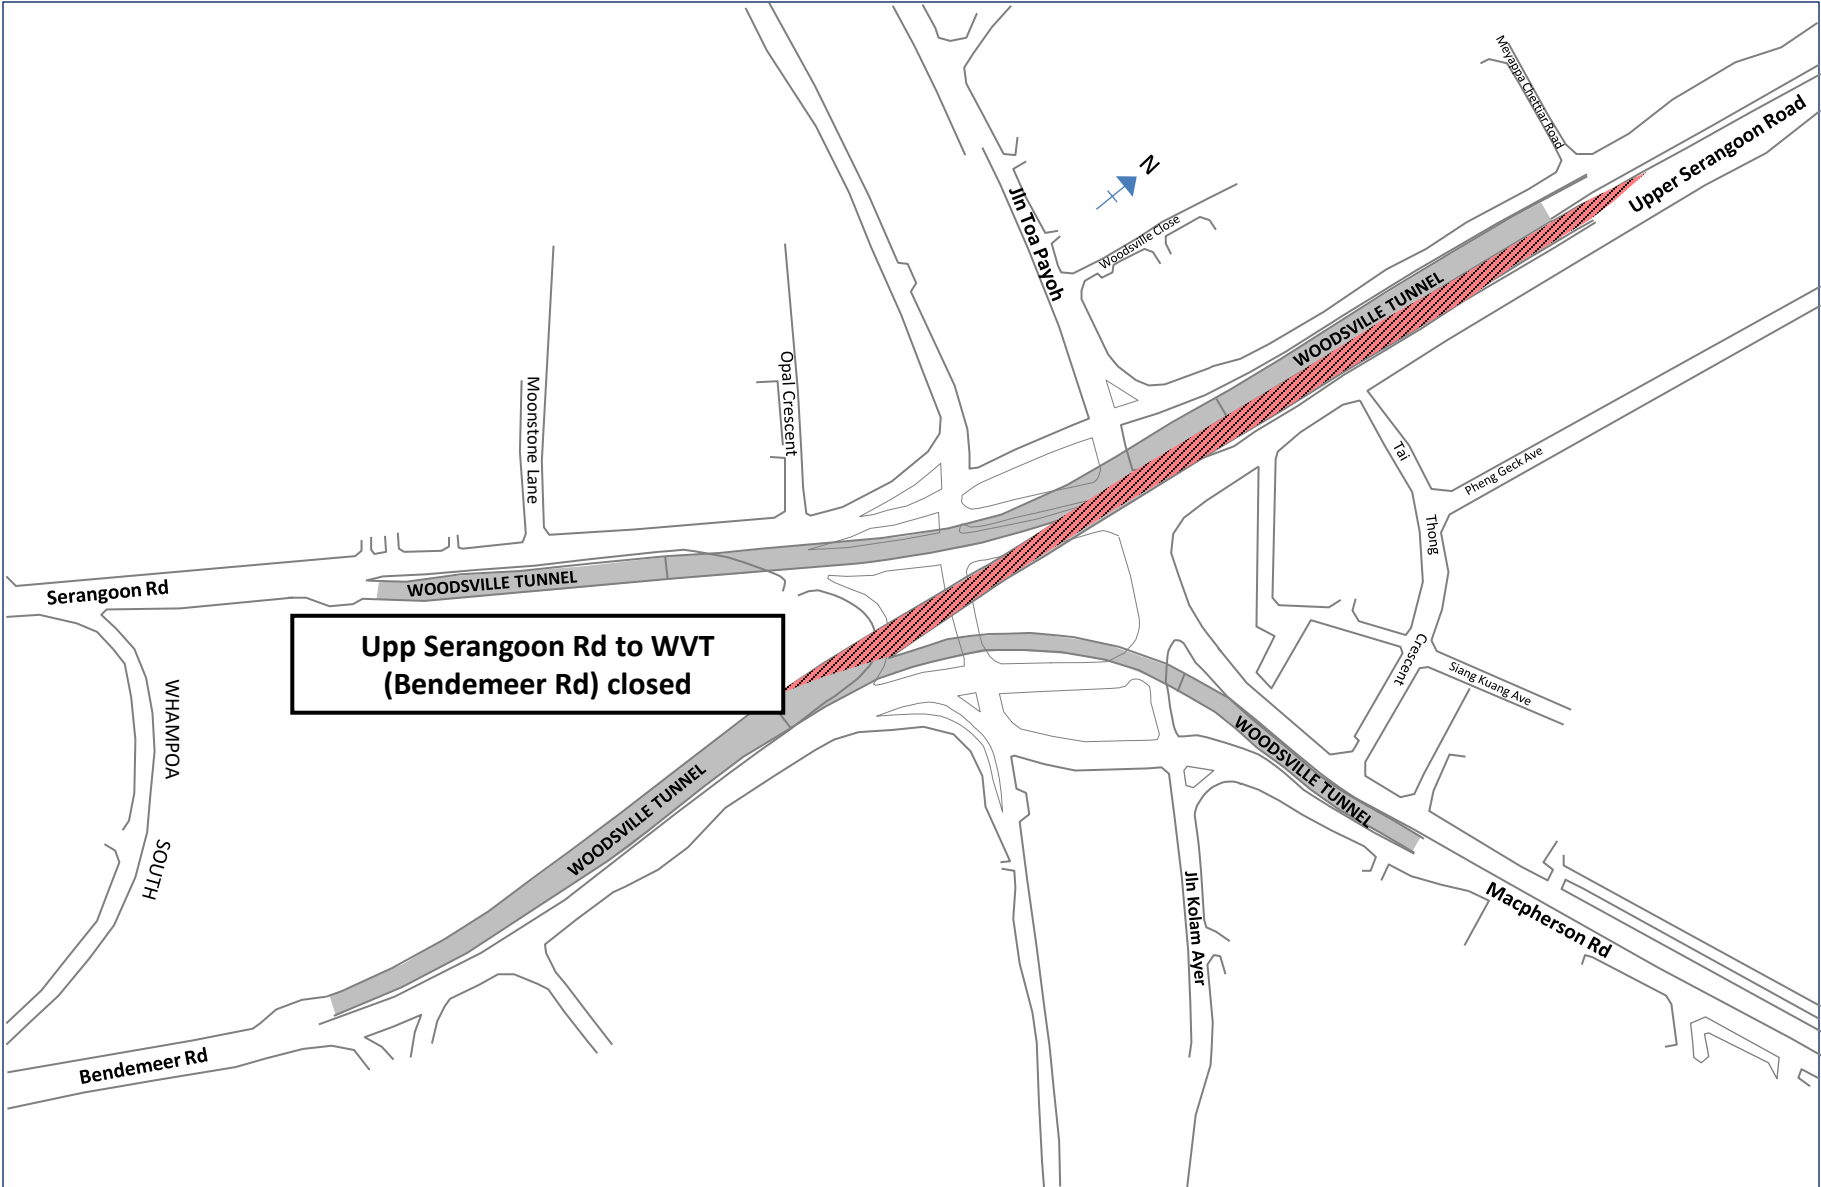 Meyappa Chettiar Road
Upper Serangoon Road
N
Jln Toa Payoh
Woodsville Close
WOODSVILLE TUNNEL
Opal Crescent
Moonstone Lane
Tai
Thong
Crescent
Pheng Geck Ave
Siang Kuang Ave
Serangoon Rd
WOODSVILLE TUNNEL
Upp Serangoon Rd to WVT
(Bendemeer Rd) closed
WHAMPOA
SOUTH
WOODSVILLE TUNNEL
WOODSVILLE TUNNEL
Jln Kolam Ayer
Macpherson Rd
Bendemeer Rd